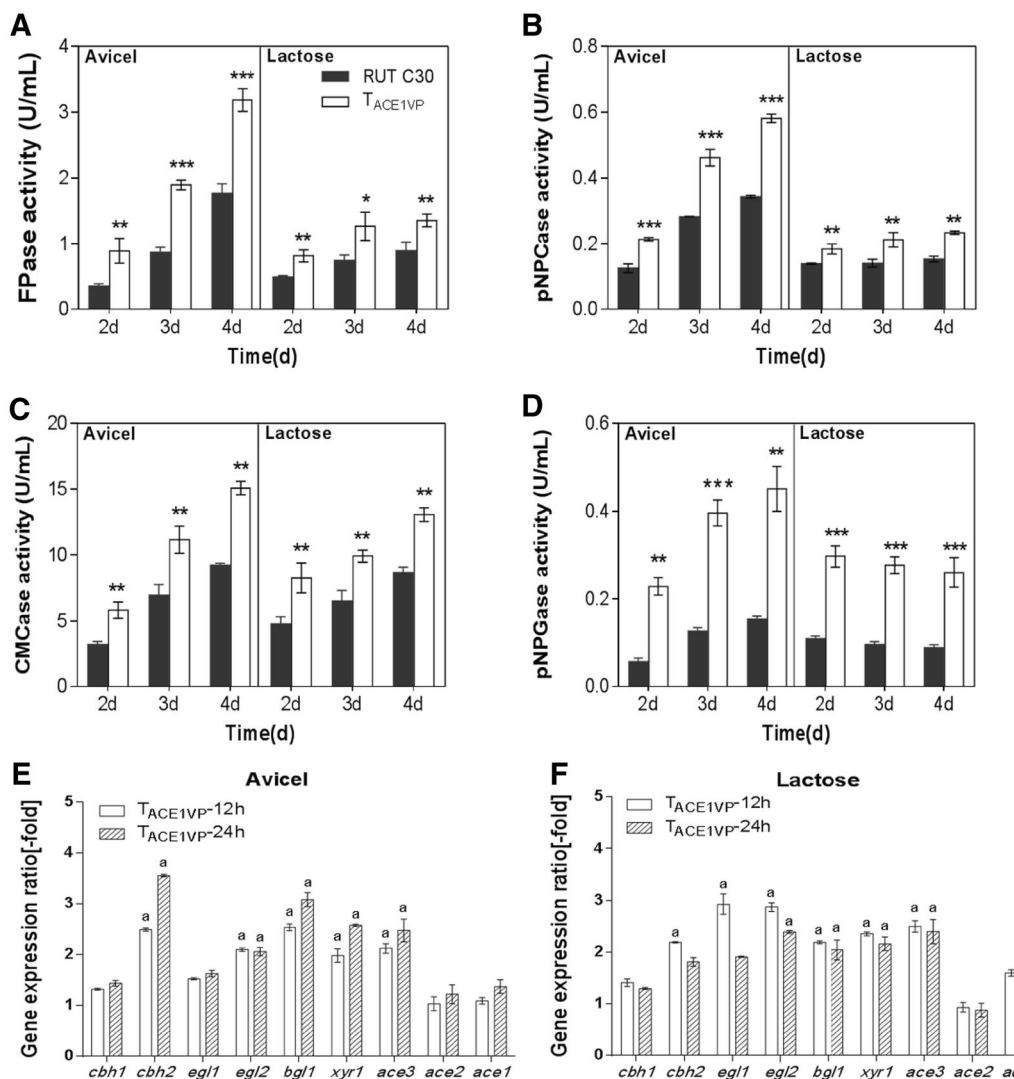 A
FPase activity (U/mL)
4
3
2
1
0
Avicel
Lactose
RUT C30
TACE1VP
**
***
***
**
*
**
2d
3d
4d
2d
3d
4d
Time(d)
B
pNPCase activity (U/mL)
0.8
0.6
0.4
0.2
0.0
Avicel
Lactose
***
***
***
**
**
**
2d
3d
4d
2d
3d
4d
Time(d)
C
CMCase activity (U/mL)
20
15
10
5
0
Avicel
Lactose
**
**
**
**
**
**
2d
3d
4d
2d
3d
4d
Time(d)
D
pNPGase activity (U/mL)
0.6
0.4
0.2
0.0
Avicel
Lactose
**
***
**
***
***
***
2d
3d
4d
2d
3d
4d
Time(d)
E
Avicel
Gene expression ratio[-fold]
5
4
3
2
1
0
TACE1VP-12h
TACE1VP-24h
a
a
a
a
a
a
a
a
a
a
cbh1
cbh2
egl1
egl2
bgl1
xyr1
ace3
ace2
ace1
F
Lactose
Gene expression ratio[-fold]
5
4
3
2
1
0
TACE1VP-12h
TACE1VP-24h
a
a
a
a
a
a
a
a
a
a
cbh1
cbh2
egl1
egl2
bgl1
xyr1
ace3
ace2